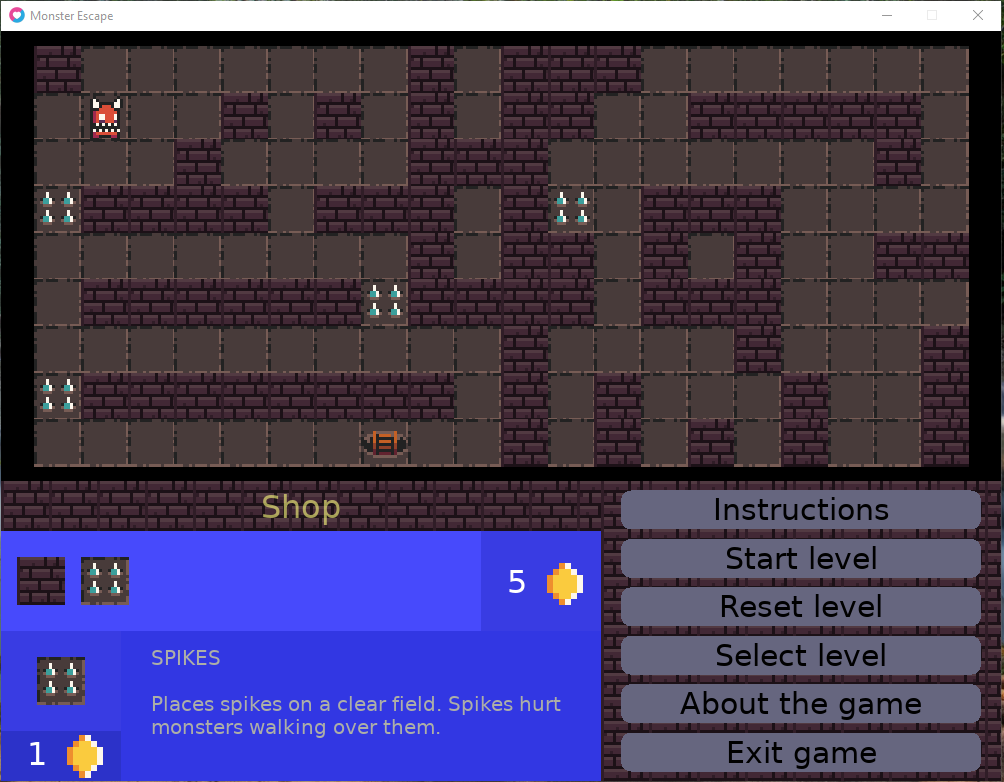 Monster Escape
Shop
5
SPIKES
Places spikes on a clear field. Spikes hurt
monsters walking over them.
1
Instructions
Start level
Reset level
Select level
About the game
Exit game